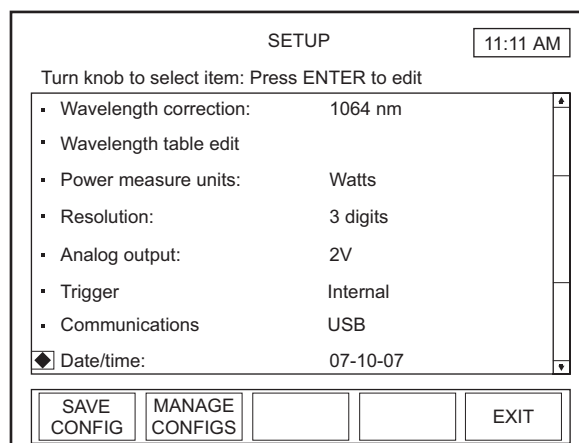 SETUP 11:11 AM
Turn knob to select item: Press ENTER to edit
Wavelength correction: 1064 nm
Wavelength table edit
Power measure units: Watts
Resolution: 3 digits
Analog output: 2V
Trigger Internal
Communications USB
Date/time: 07-10-07
SAVE CONFIG
MANAGE CONFIGS
EXIT